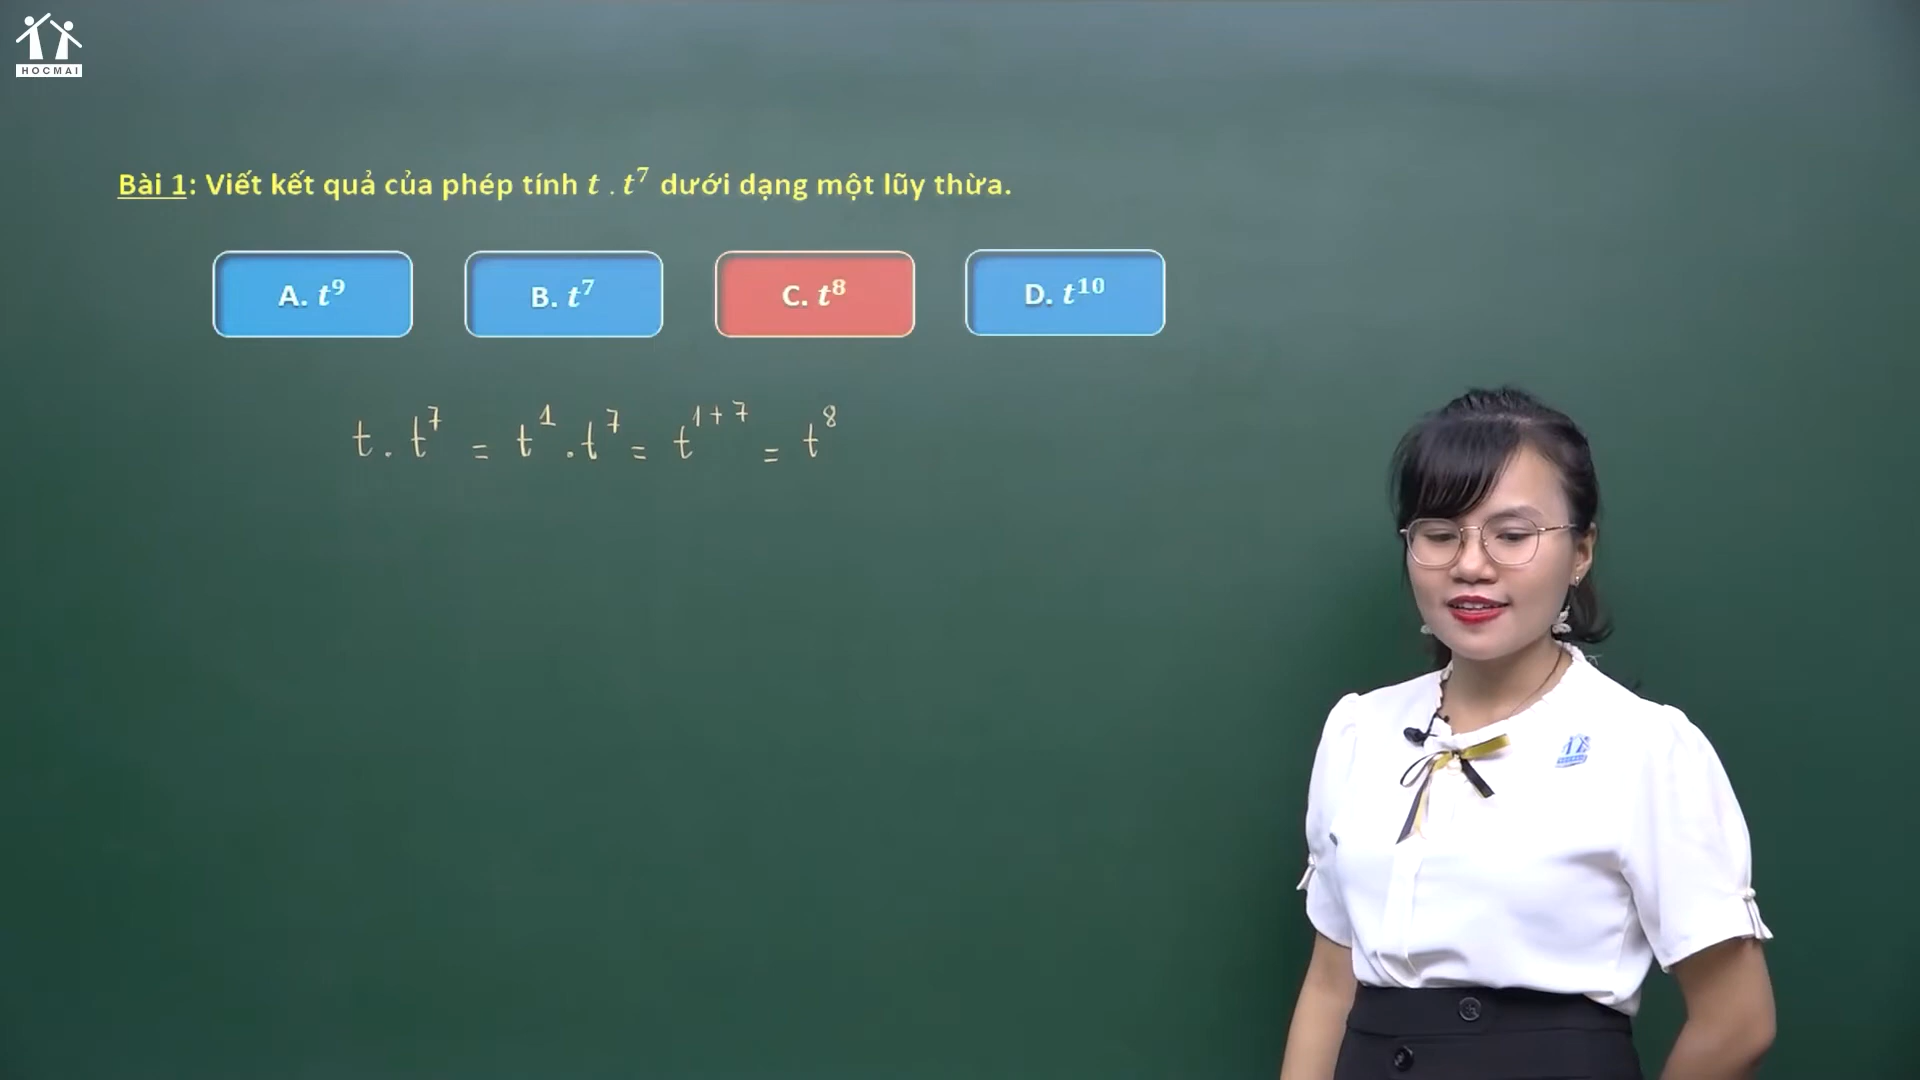 HOCMAI
Bài 1: Viết kết quả của phép tính t . t⁷ dưới dạng một lũy thừa.
A. t⁹
B. t⁷
C. t⁸
D. t¹⁰
t . t⁷ = t¹ . t⁷ = t¹⁺⁷ = t⁸